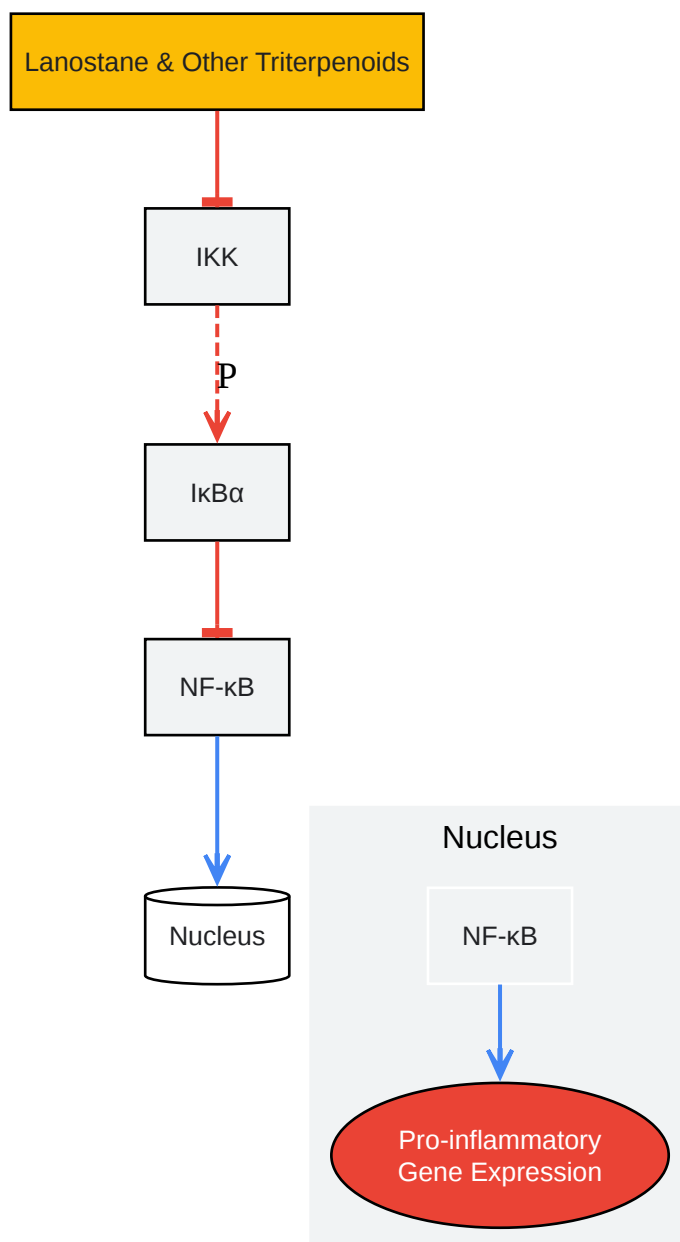 Lanostane & Other Triterpenoids
IKK
P
IκBα
NF-κB
Nucleus
Nucleus
NF-κB
Pro-inflammatory
Gene Expression